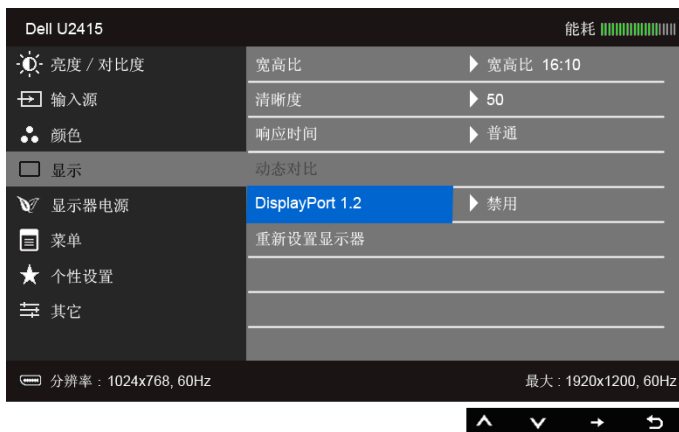 Dell U2415 能耗
亮度 / 对比度
输入源
颜色
显示
显示器电源
菜单
个性设置
其它
宽高比 宽高比 16:10
清晰度 50
响应时间 普通
动态对比
DisplayPort 1.2 禁用
重新设置显示器
分辨率 : 1024x768, 60Hz 最大 : 1920x1200, 60Hz